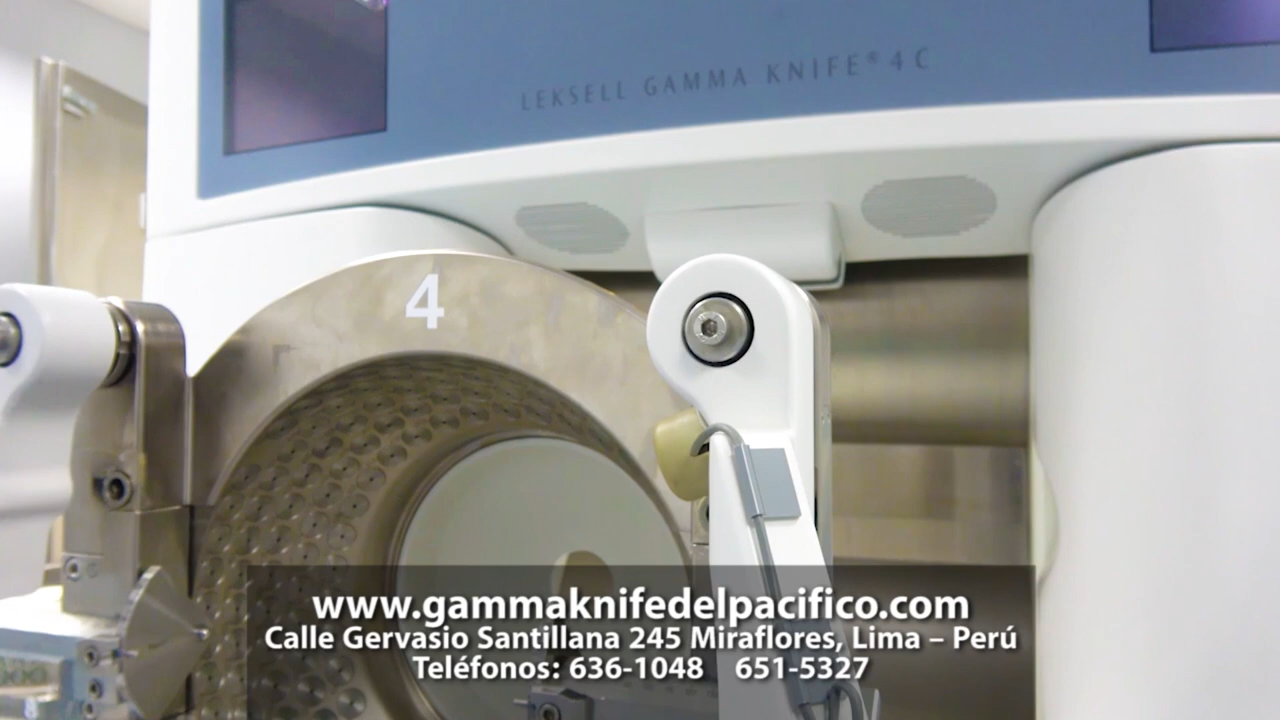 LEKSELL GAMMA KNIFE® 4 C
4
www.gammaknifedelpacifico.com
Calle Gervasio Santillana 245 Miraflores, Lima – Perú
Teléfonos: 636-1048 651-5327